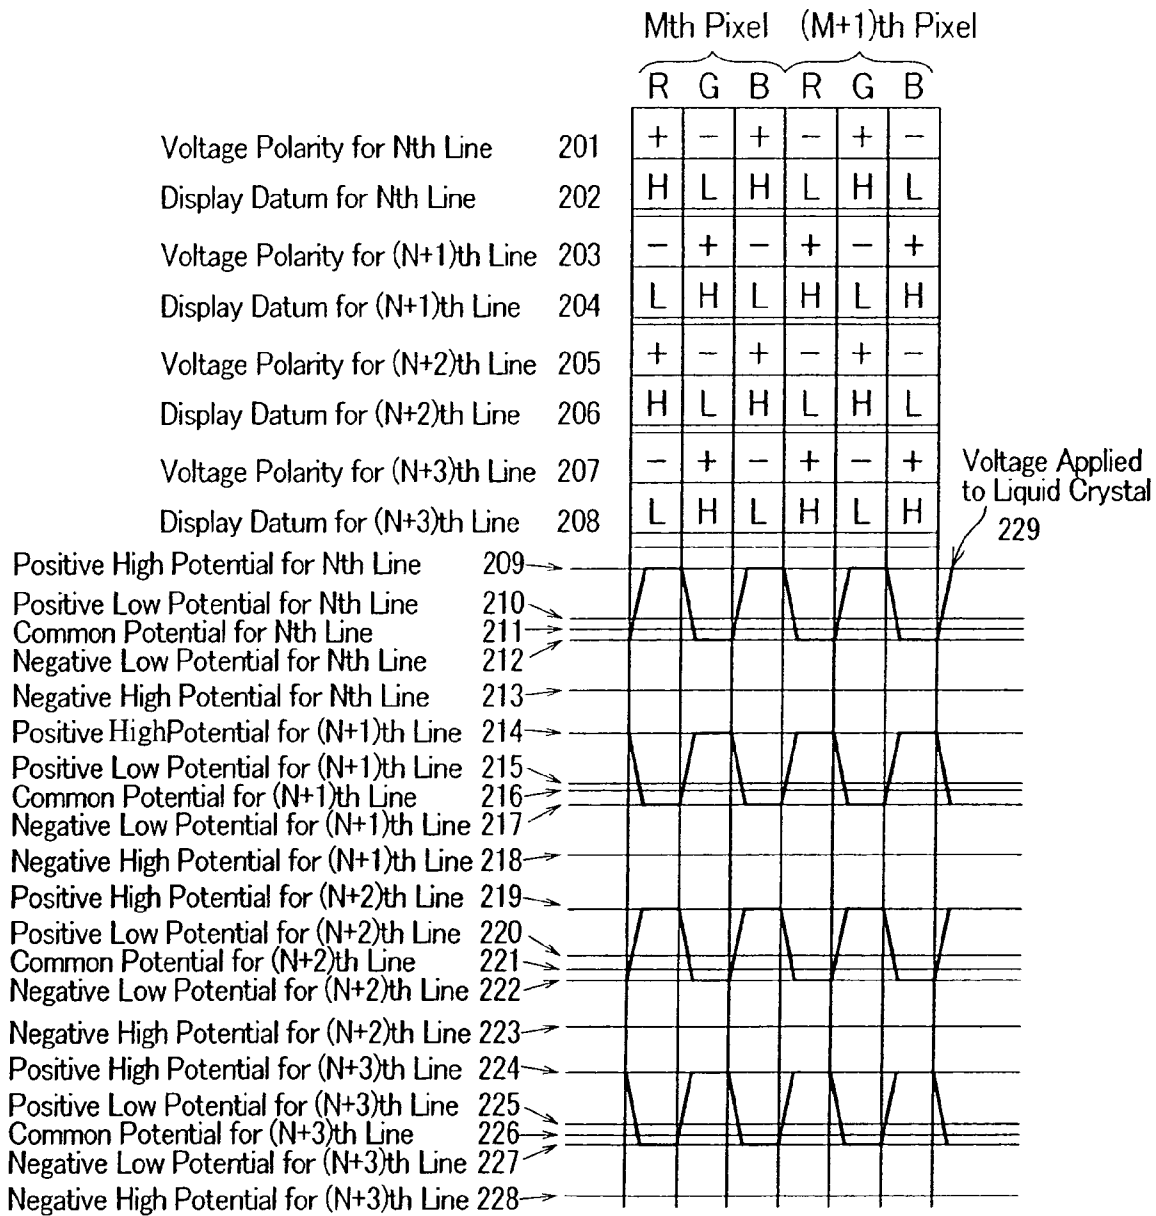 Mth Pixel (M+1)th Pixel
R G B R G B
Voltage Polarity for Nth Line 201 + − + − + −
Display Datum for Nth Line 202 H L H L H L
Voltage Polarity for (N+1)th Line 203 − + − + − +
Display Datum for (N+1)th Line 204 L H L H L H
Voltage Polarity for (N+2)th Line 205 + − + − + −
Display Datum for (N+2)th Line 206 H L H L H L
Voltage Polarity for (N+3)th Line 207 − + − + − +
Display Datum for (N+3)th Line 208 L H L H L H
Voltage Applied
to Liquid Crystal
229
Positive High Potential for Nth Line 209
Positive Low Potential for Nth Line 210
Common Potential for Nth Line 211
Negative Low Potential for Nth Line 212
Negative High Potential for Nth Line 213
Positive High Potential for (N+1)th Line 214
Positive Low Potential for (N+1)th Line 215
Common Potential for (N+1)th Line 216
Negative Low Potential for (N+1)th Line 217
Negative High Potential for (N+1)th Line 218
Positive High Potential for (N+2)th Line 219
Positive Low Potential for (N+2)th Line 220
Common Potential for (N+2)th Line 221
Negative Low Potential for (N+2)th Line 222
Negative High Potential for (N+2)th Line 223
Positive High Potential for (N+3)th Line 224
Positive Low Potential for (N+3)th Line 225
Common Potential for (N+3)th Line 226
Negative Low Potential for (N+3)th Line 227
Negative High Potential for (N+3)th Line 228